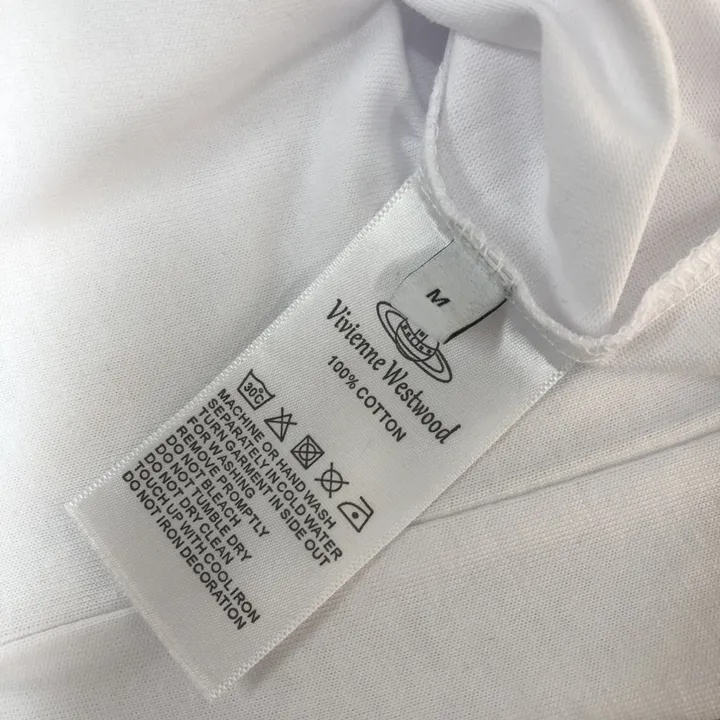 M
Vivienne Westwood
100% COTTON
30°C
MACHINE OR HAND WASH
SEPARATELY IN COLD WATER
TURN GARMENT IN SIDE OUT
FOR WASHING
REMOVE PROMPTLY
DO NOT BLEACH
DO NOT TUMBLE DRY
DO NOT DRY CLEAN
TOUCH UP WITH COOL IRON
DO NOT IRON DECORATION